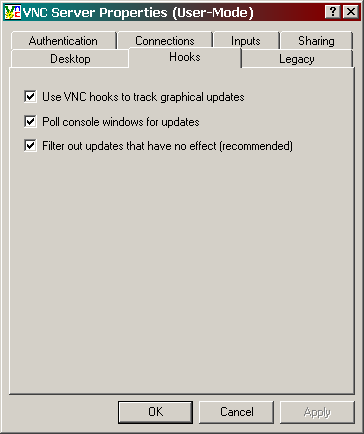 VNC Server Properties (User-Mode)
Authentication Connections Inputs Sharing
Desktop Hooks Legacy
Use VNC hooks to track graphical updates
Poll console windows for updates
Filter out updates that have no effect (recommended)
OK Cancel Apply